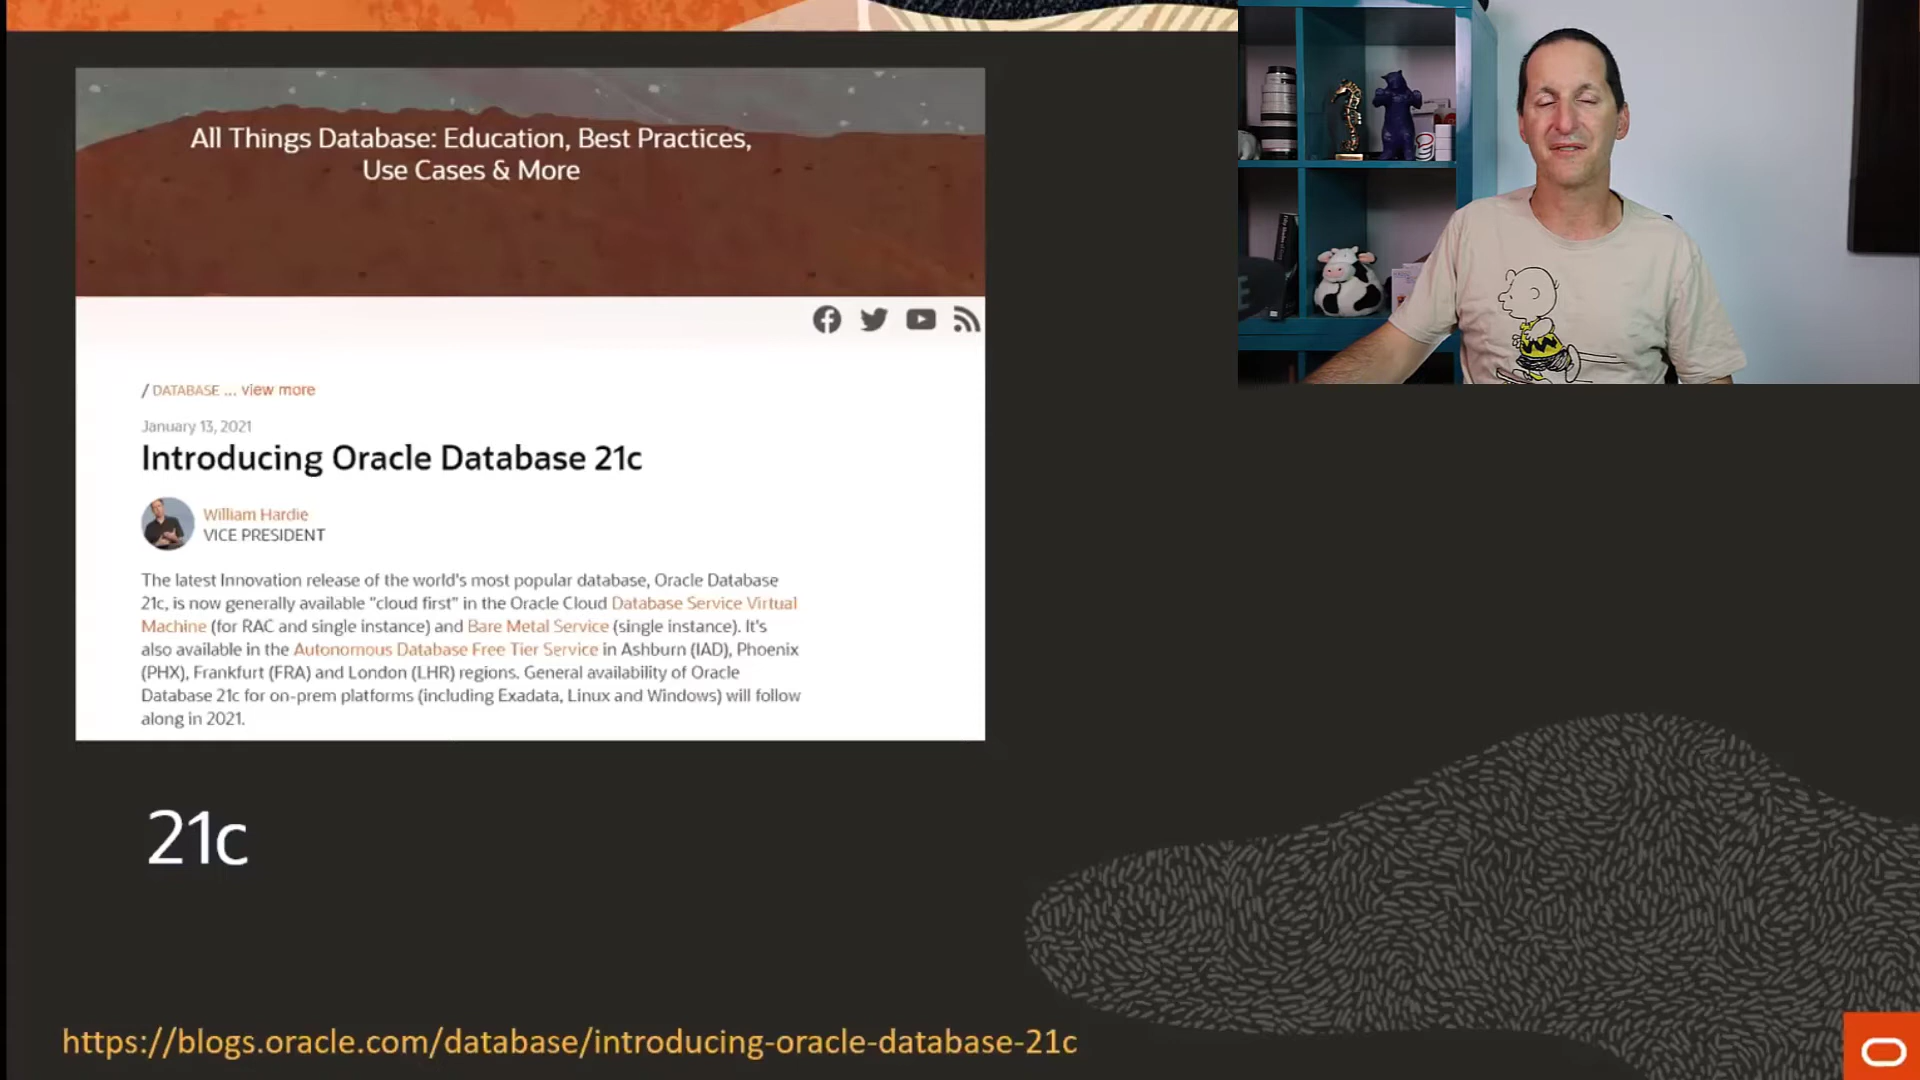 All Things Database: Education, Best Practices,
Use Cases & More
/ DATABASE ... view more
January 13, 2021
Introducing Oracle Database 21c
William Hardie
VICE PRESIDENT
The latest Innovation release of the world's most popular database, Oracle Database
21c, is now generally available "cloud first" in the Oracle Cloud Database Service Virtual
Machine (for RAC and single instance) and Bare Metal Service (single instance). It's
also available in the Autonomous Database Free Tier Service in Ashburn (IAD), Phoenix
(PHX), Frankfurt (FRA) and London (LHR) regions. General availability of Oracle
Database 21c for on-prem platforms (including Exadata, Linux and Windows) will follow
along in 2021.
21c
https://blogs.oracle.com/database/introducing-oracle-database-21c